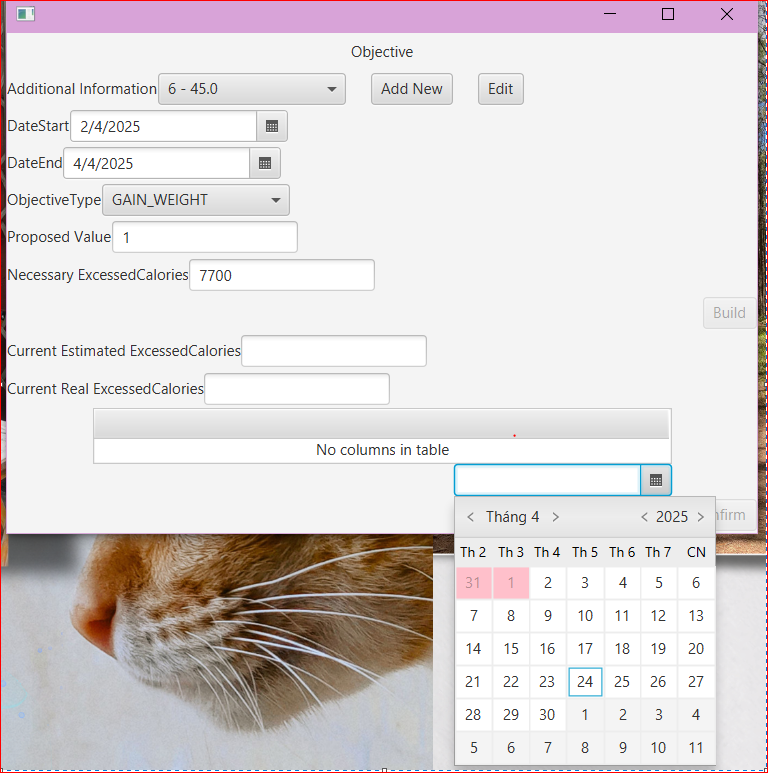 Objective
Additional Information 6 - 45.0 Add New Edit
DateStart 2/4/2025
DateEnd 4/4/2025
ObjectiveType GAIN_WEIGHT
Proposed Value 1
Necessary ExcessedCalories 7700
Build
Current Estimated ExcessedCalories
Current Real ExcessedCalories
No columns in table
nfirm
< Tháng 4 > < 2025 >
Th 2 Th 3 Th 4 Th 5 Th 6 Th 7 CN
31 1 2 3 4 5 6
7 8 9 10 11 12 13
14 15 16 17 18 19 20
21 22 23 24 25 26 27
28 29 30 1 2 3 4
5 6 7 8 9 10 11